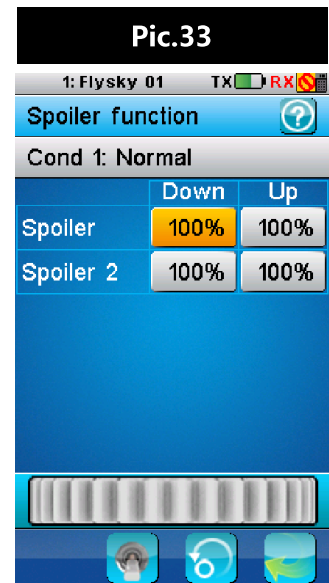 Pic.33
1: Flysky 01 TX RX
Spoiler function ?
Cond 1: Normal
Down Up
Spoiler 100% 100%
Spoiler 2 100% 100%